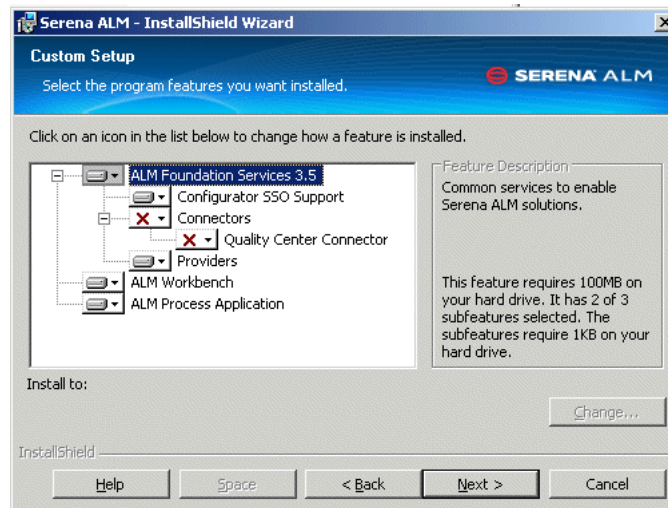 Serena ALM - InstallShield Wizard
Custom Setup
Select the program features you want installed.
SERENA ALM
Click on an icon in the list below to change how a feature is installed.
ALM Foundation Services 3.5
Configurator SSO Support
Connectors
Quality Center Connector
Providers
ALM Workbench
ALM Process Application
Feature Description
Common services to enable
Serena ALM solutions.
This feature requires 100MB on
your hard drive. It has 2 of 3
subfeatures selected. The
subfeatures require 1KB on your
hard drive.
Install to:
Change...
InstallShield
Help
Space
< Back
Next >
Cancel